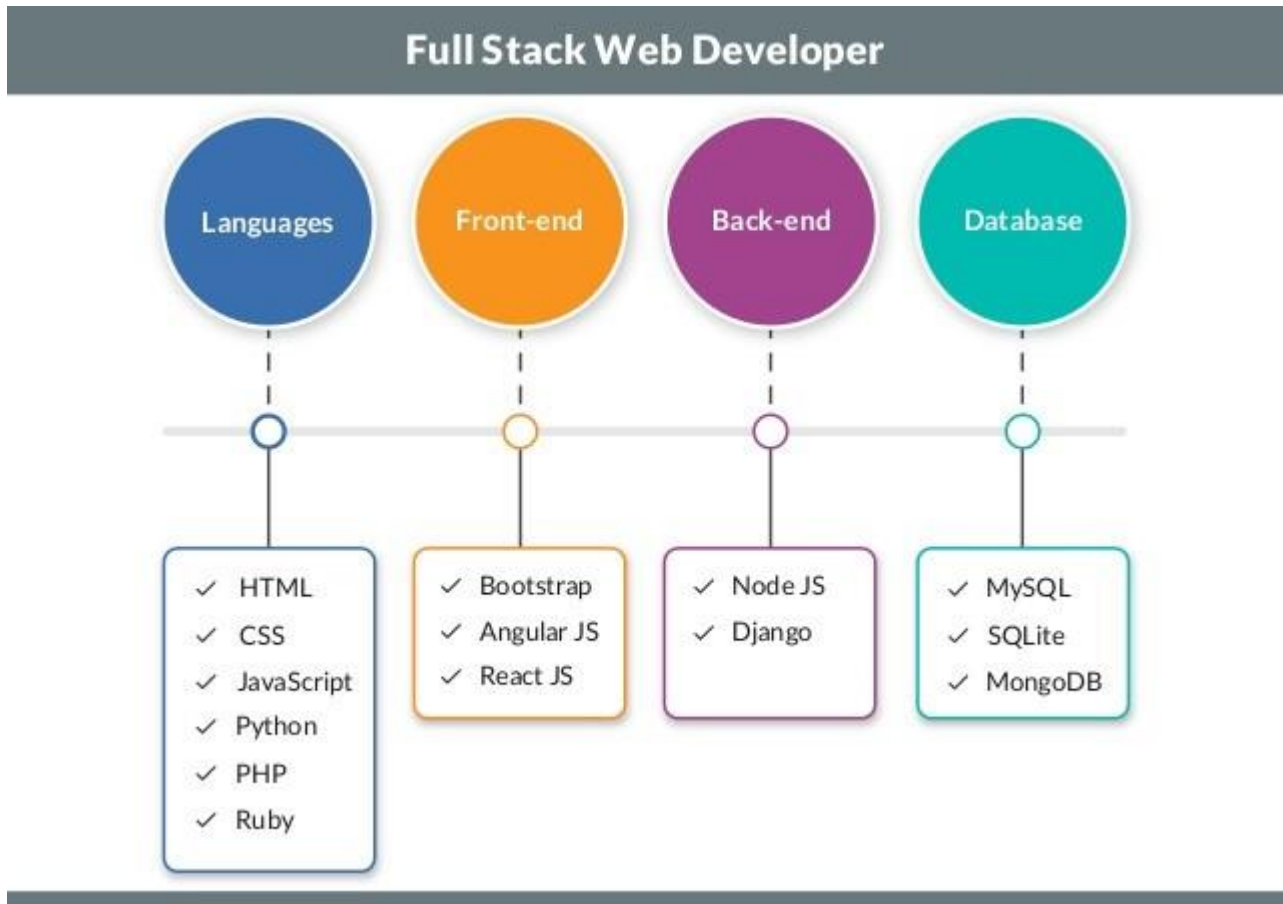 Full Stack Web Developer
Languages
Front-end
Back-end
Database
HTML
CSS
JavaScript
Python
PHP
Ruby
Bootstrap
Angular JS
React JS
Node JS
Django
MySQL
SQLite
MongoDB